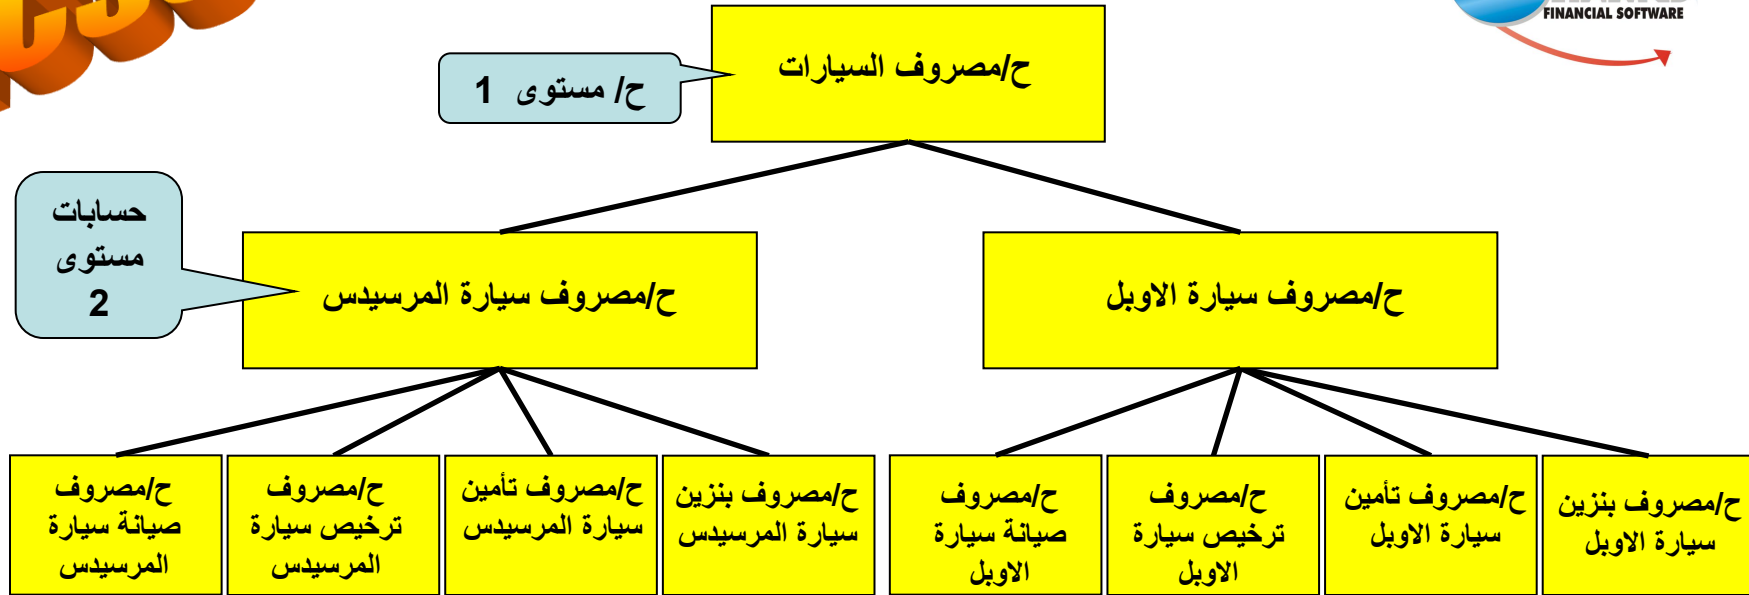 FINANCIAL SOFTWARE
ح/مصروف السيارات
ح/ مستوى 1
حسابات
مستوى
2
ح/مصروف سيارة الاوبل
ح/مصروف سيارة المرسيدس
ح/مصروف بنزين
سيارة الاوبل
ح/مصروف تأمين
سيارة الاوبل
ح/مصروف
ترخيص سيارة
الاوبل
ح/مصروف
صيانة سيارة
الاوبل
ح/مصروف بنزين
سيارة المرسيدس
ح/مصروف تأمين
سيارة المرسيدس
ح/مصروف
ترخيص سيارة
المرسيدس
ح/مصروف
صيانة سيارة
المرسيدس